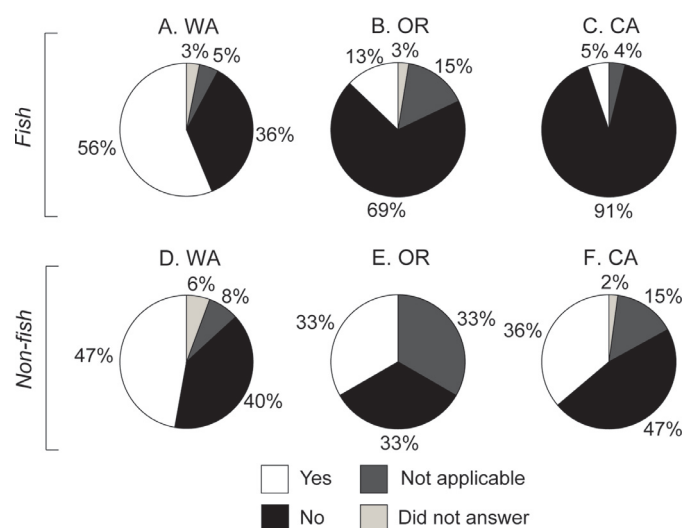 A. WA
B. OR
C. CA
Fish
3%
5%
36%
56%
13%
3%
15%
69%
5%
4%
91%
D. WA
E. OR
F. CA
Non-fish
6%
8%
40%
47%
33%
33%
33%
2%
15%
47%
36%
Yes
Not applicable
No
Did not answer